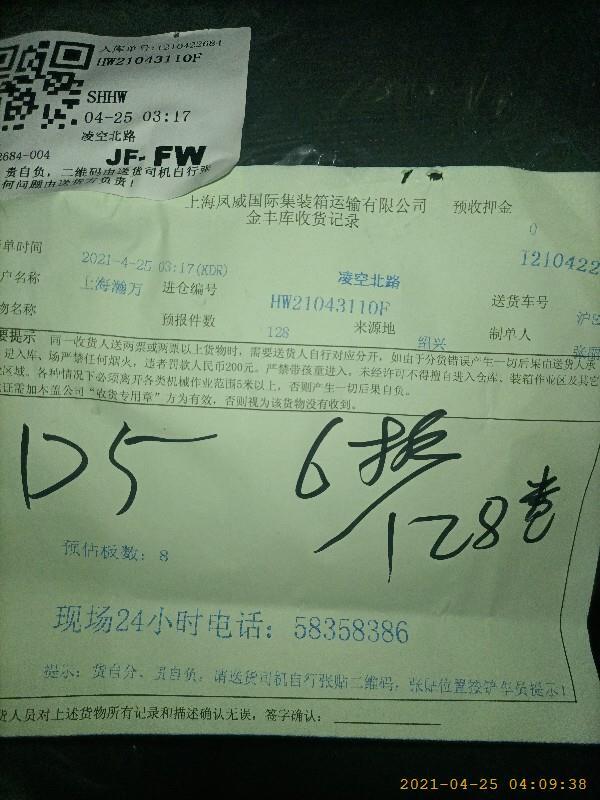 入库单号:1210422684
HW21043110F
SHHW
04-25 03:17
凌空北路
2684-004
JF-FW
责自负，二维码由送货司机自行张
上海凤威国际集装箱运输有限公司
预收押金
金丰库收货记录
0
单时间
2021-4-25 03:17(KDR)
1210422
户名称
上海瀚万
进仓编号
凌空北路
HW21043110F
送货车号
沪
物名称
预报件数
128
来源地
绍兴
制单人
要提示 同一收货人送两票或两票以上货物时，需要送货人自行对应分开，如由于分货错误产生一切后果由送货人承
是入库、场严禁任何烟火，违者罚款人民币200元。严禁带孩童进入，未经许可不得擅自进入仓库、装箱作业区及其它
区域。各种情况下必须离开各类机械作业范围5米以上，否则产生一切后果自负。
证需加本盖公司“收货专用章”方为有效，否则视为该货物没有收到。
D5
6板/128卷
预估板数: 8
现场24小时电话: 58358386
提示: 货自分、责自负，请送货司机自行张贴二维码，张贴位置按铲车员提示!
货人员对上述货物所有记录和描述确认无误，签字确认:
2021-04-25 04:09:38